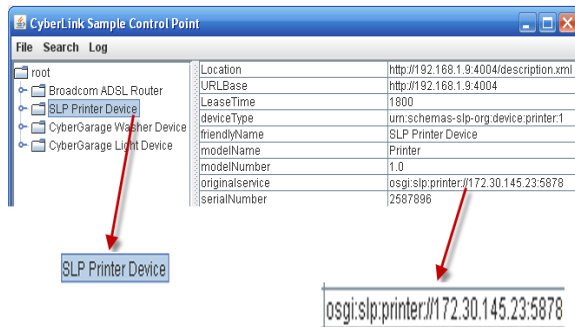 CyberLink Sample Control Point
File Search Log
root
Broadcom ADSL Router
SLP Printer Device
CyberGarage Washer Device
CyberGarage Light Device
Location http://192.168.1.9:4004/description.xml
URLBase http://192.168.1.9:4004
LeaseTime 1800
deviceType urn:schemas-slp-org:device:printer:1
friendlyName SLP Printer Device
modelName Printer
modelNumber 1.0
originalservice osgi:slp:printer://172.30.145.23:5878
serialNumber 2587896
SLP Printer Device
osgi:slp:printer://172.30.145.23:5878